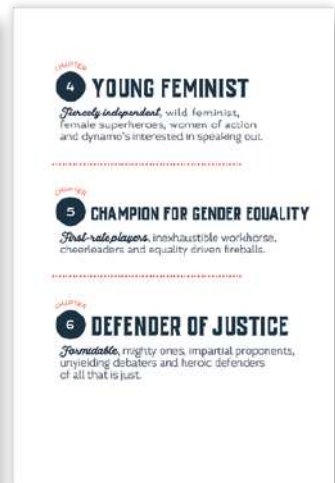 CHAPTER
4 YOUNG FEMINIST
Fiercely independent, wild feminist,
female superheroes, women of action
and dynamo's interested in speaking out.
CHAPTER
5 CHAMPION FOR GENDER EQUALITY
First-rate players, inexhaustible workhorse,
cheerleaders and equality driven fireballs.
CHAPTER
6 DEFENDER OF JUSTICE
Formidable, mighty ones, impartial proponents,
unyielding debaters and heroic defenders
of all that is just.